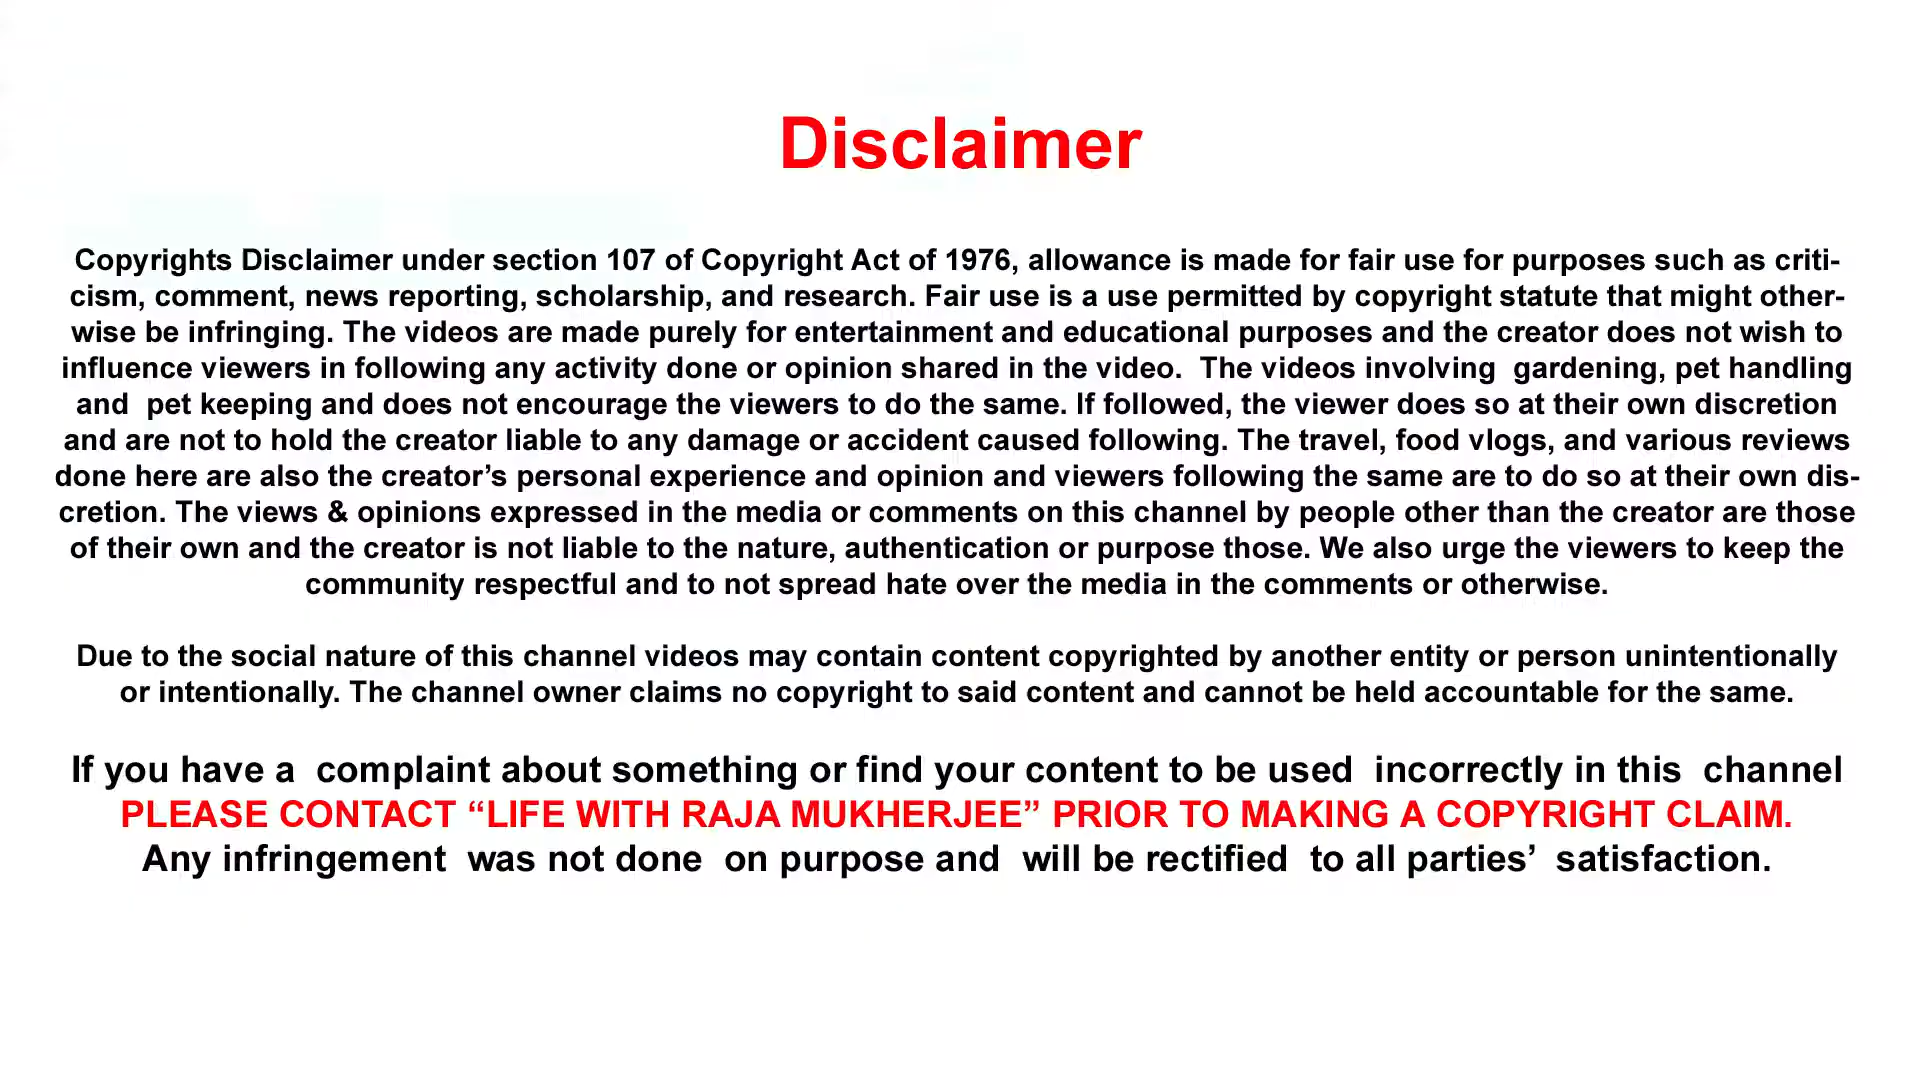 Disclaimer
Copyrights Disclaimer under section 107 of Copyright Act of 1976, allowance is made for fair use for purposes such as criti-
cism, comment, news reporting, scholarship, and research. Fair use is a use permitted by copyright statute that might other-
wise be infringing. The videos are made purely for entertainment and educational purposes and the creator does not wish to
influence viewers in following any activity done or opinion shared in the video.  The videos involving  gardening, pet handling
and  pet keeping and does not encourage the viewers to do the same. If followed, the viewer does so at their own discretion
and are not to hold the creator liable to any damage or accident caused following. The travel, food vlogs, and various reviews
done here are also the creator’s personal experience and opinion and viewers following the same are to do so at their own dis-
cretion. The views & opinions expressed in the media or comments on this channel by people other than the creator are those
of their own and the creator is not liable to the nature, authentication or purpose those. We also urge the viewers to keep the
community respectful and to not spread hate over the media in the comments or otherwise.
Due to the social nature of this channel videos may contain content copyrighted by another entity or person unintentionally
or intentionally. The channel owner claims no copyright to said content and cannot be held accountable for the same.
If you have a  complaint about something or find your content to be used  incorrectly in this  channel
PLEASE CONTACT “LIFE WITH RAJA MUKHERJEE” PRIOR TO MAKING A COPYRIGHT CLAIM.
Any infringement  was not done  on purpose and  will be rectified  to all parties’  satisfaction.